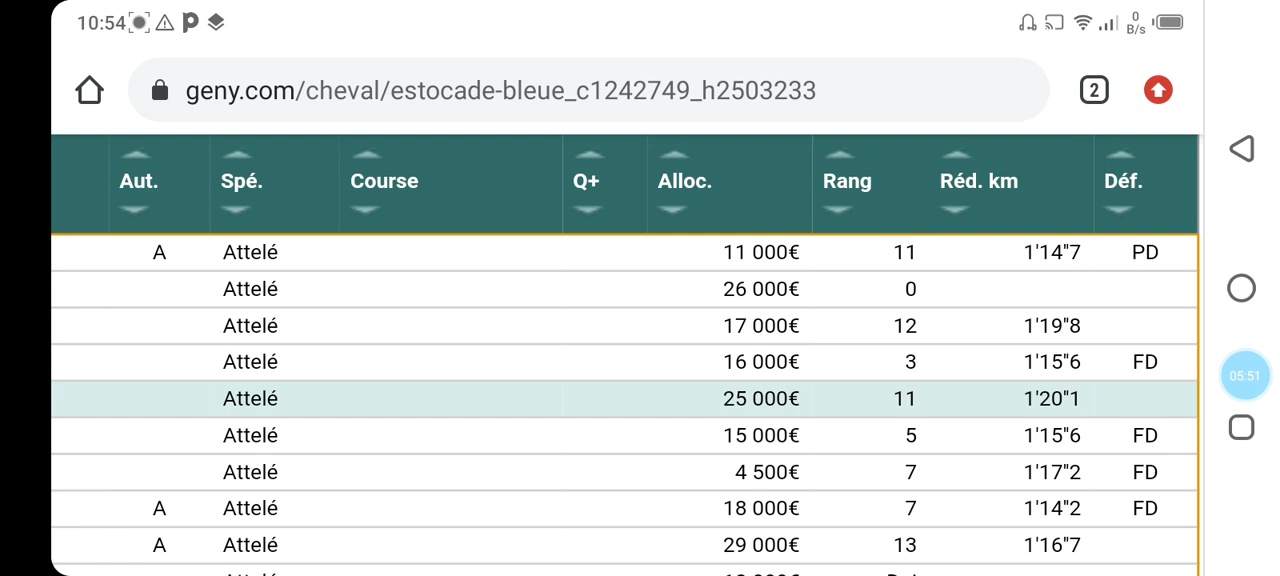 10:54
0
B/s
geny.com/cheval/estocade-bleue_c1242749_h2503233
2
Aut. Spé. Course Q+ Alloc. Rang Réd. km Déf.
A Attelé 11 000€ 11 1'14"7 PD
Attelé 26 000€ 0
Attelé 17 000€ 12 1'19"8
Attelé 16 000€ 3 1'15"6 FD
05:51
Attelé 25 000€ 11 1'20"1
Attelé 15 000€ 5 1'15"6 FD
Attelé 4 500€ 7 1'17"2 FD
A Attelé 18 000€ 7 1'14"2 FD
A Attelé 29 000€ 13 1'16"7